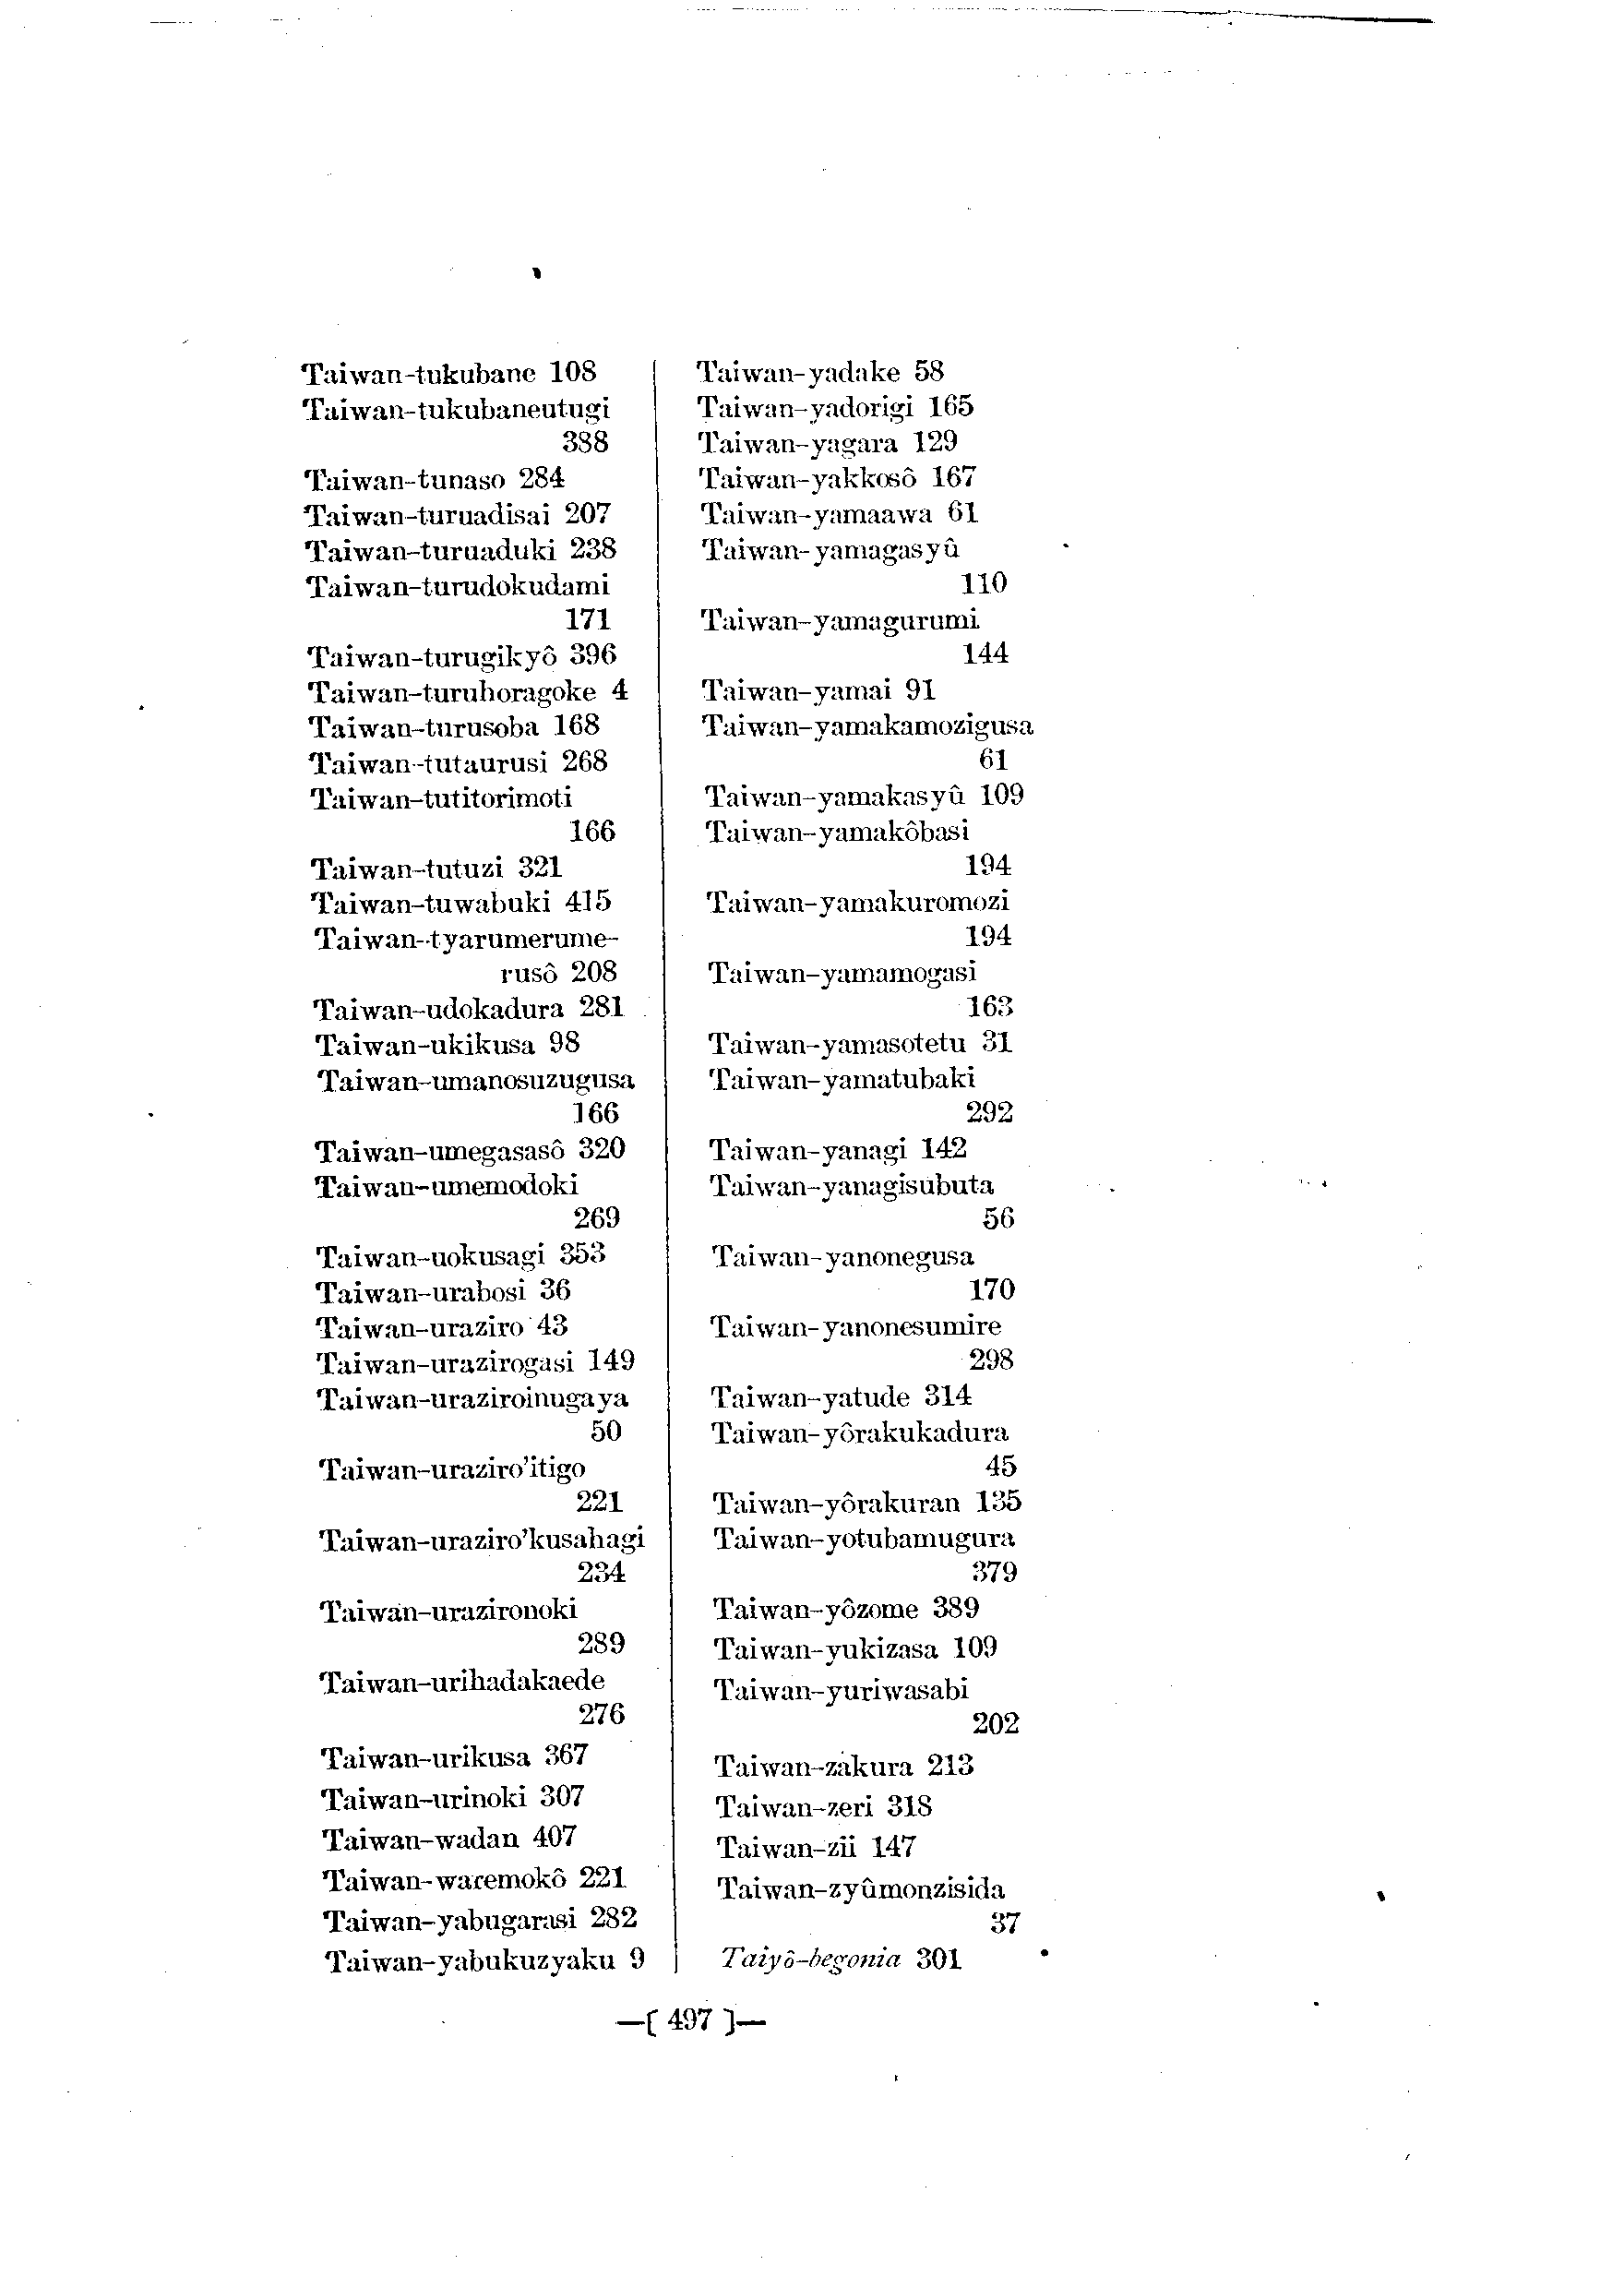 Taiwan-tukubane 108
Taiwan-tukubaneutugi
388
Taiwan-tunaso 284
Taiwan-turuadisai 207
Taiwan-turuaduki 238
Taiwan-turudokudami
171
Taiwan-turugikyô 396
Taiwan-turuhoragoke 4
Taiwan-turusoba 168
Taiwan-tutaurusi 268
Taiwan-tutitorimoti
166
Taiwan-tutuzi 321
Taiwan-tuwabuki 415
Taiwan-tyarumerume-
rusô 208
Taiwan-udokadura 281
Taiwan-ukikusa 98
Taiwan-umanosuzugusa
166
Taiwan-umegasasô 320
Taiwan-umemodoki
269
Taiwan-uokusagi 353
Taiwan-urabosi 36
Taiwan-uraziro 43
Taiwan-urazirogasi 149
Taiwan-uraziroinugaya
50
Taiwan-uraziro'itigo
221
Taiwan-uraziro'kusahagi
234
Taiwan-urazironoki
289
Taiwan-urihadakaede
276
Taiwan-urikusa 367
Taiwan-urinoki 307
Taiwan-wadan 407
Taiwan-waremokô 221
Taiwan-yabugarasi 282
Taiwan-yabukuzyaku 9
Taiwan-yadake 58
Taiwan-yadorigi 165
Taiwan-yagara 129
Taiwan-yakkosô 167
Taiwan-yamaawa 61
Taiwan-yamagasyû
110
Taiwan-yamagurumi
144
Taiwan-yamai 91
Taiwan-yamakamozigusa
61
Taiwan-yamakasyû 109
Taiwan-yamakôbasi
194
Taiwan-yamakuromozi
194
Taiwan-yamamogasi
163
Taiwan-yamasotetu 31
Taiwan-yamatubaki
292
Taiwan-yanagi 142
Taiwan-yanagisubuta
56
Taiwan-yanonegusa
170
Taiwan-yanonesumire
298
Taiwan-yatude 314
Taiwan-yôrakukadura
45
Taiwan-yôrakuran 135
Taiwan-yotubamugura
379
Taiwan-yôzome 389
Taiwan-yukizasa 109
Taiwan-yuriwasabi
202
Taiwan-zakura 213
Taiwan-zeri 318
Taiwan-zii 147
Taiwan-zyûmonzisida
37
Taiyô-begonia 301
—[ 497 ]—